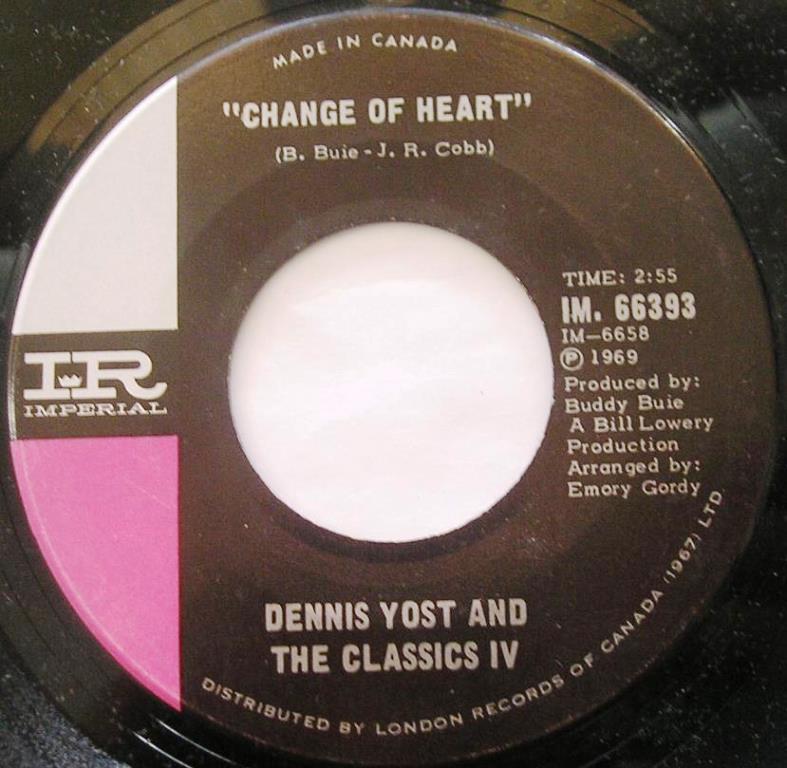 MADE IN CANADA
"CHANGE OF HEART"
(B. Buie - J. R. Cobb)
TIME: 2:55
IM. 66393
IM—6658
Ⓟ 1969
Produced by:
Buddy Buie
A Bill Lowery
Production
Arranged by:
Emory Gordy
IR
IMPERIAL
DENNIS YOST AND
THE CLASSICS IV
DISTRIBUTED BY LONDON RECORDS OF CANADA (1967) LTD.